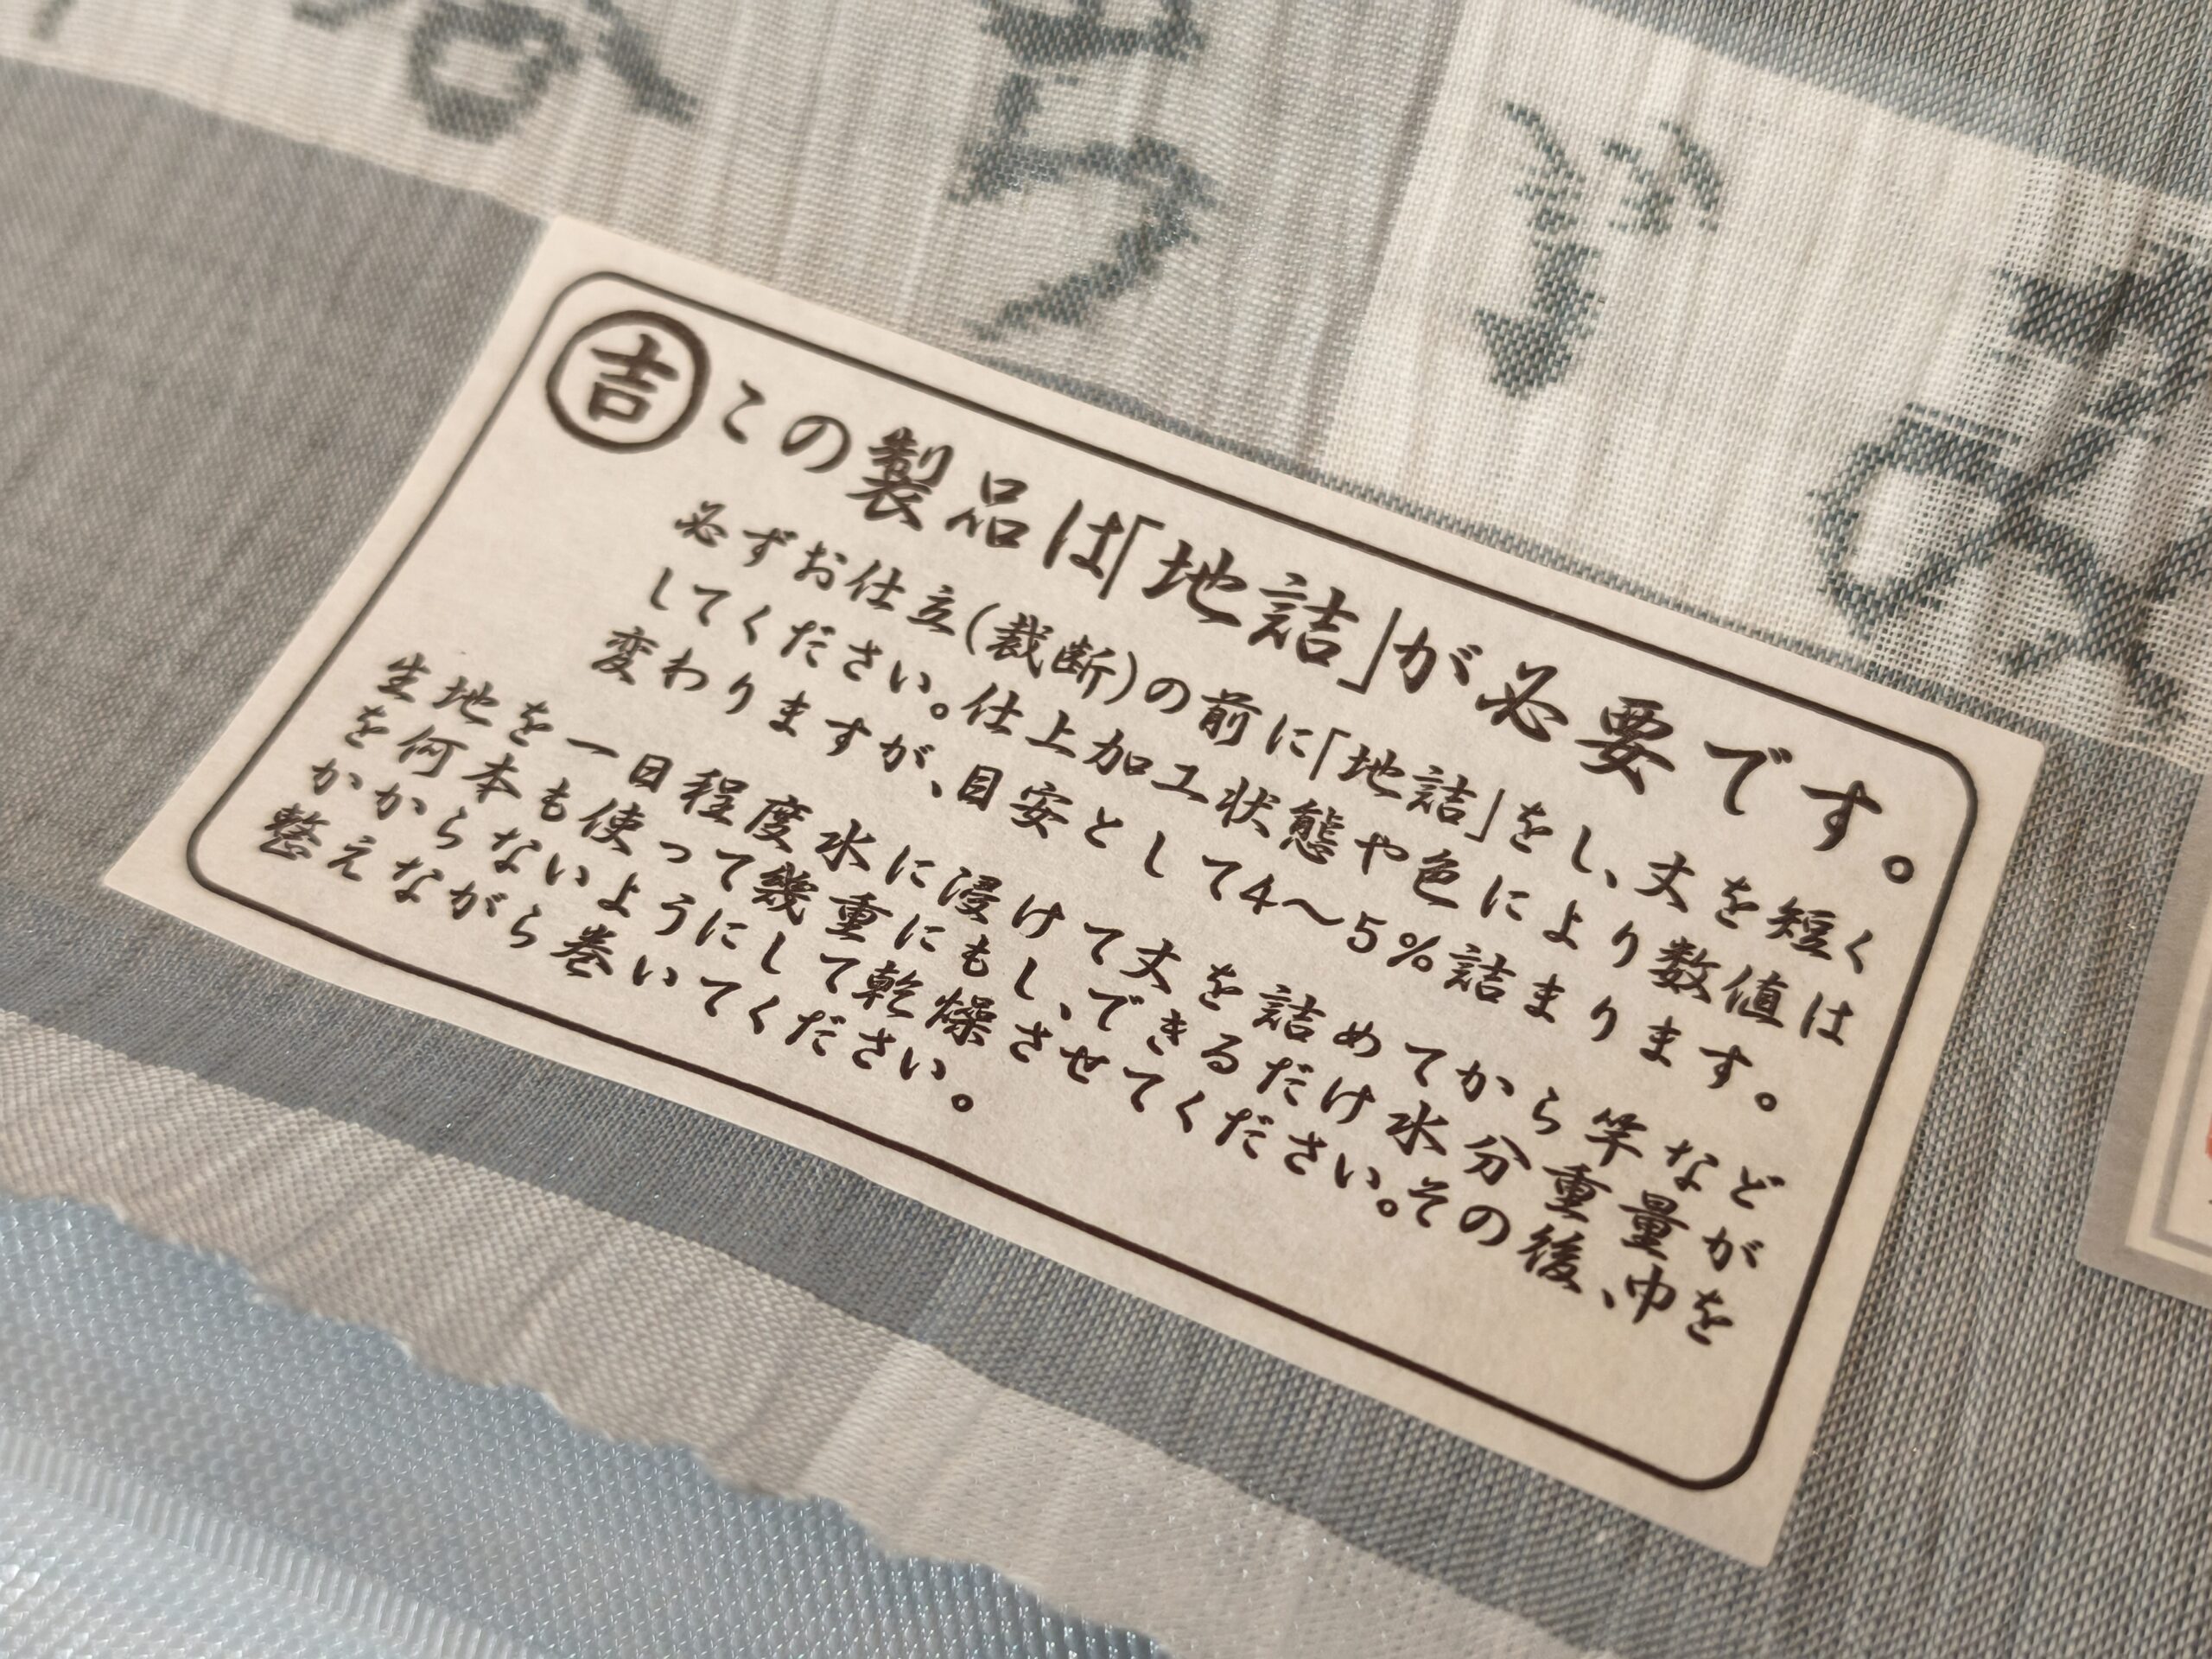 吉 この製品は「地詰」が必要です。
必ずお仕立(裁断)の前に「地詰」をし、丈を短く
してください。仕上加工状態や色により数値は
変わりますが、目安として4〜5%詰まります。
生地を一日程度水に浸けて丈を詰めてから竿など
を何本も使って幾重にもし、できるだけ水分重量が
かからないようにして乾燥させてください。その後、巾を
整えながら巻いてください。